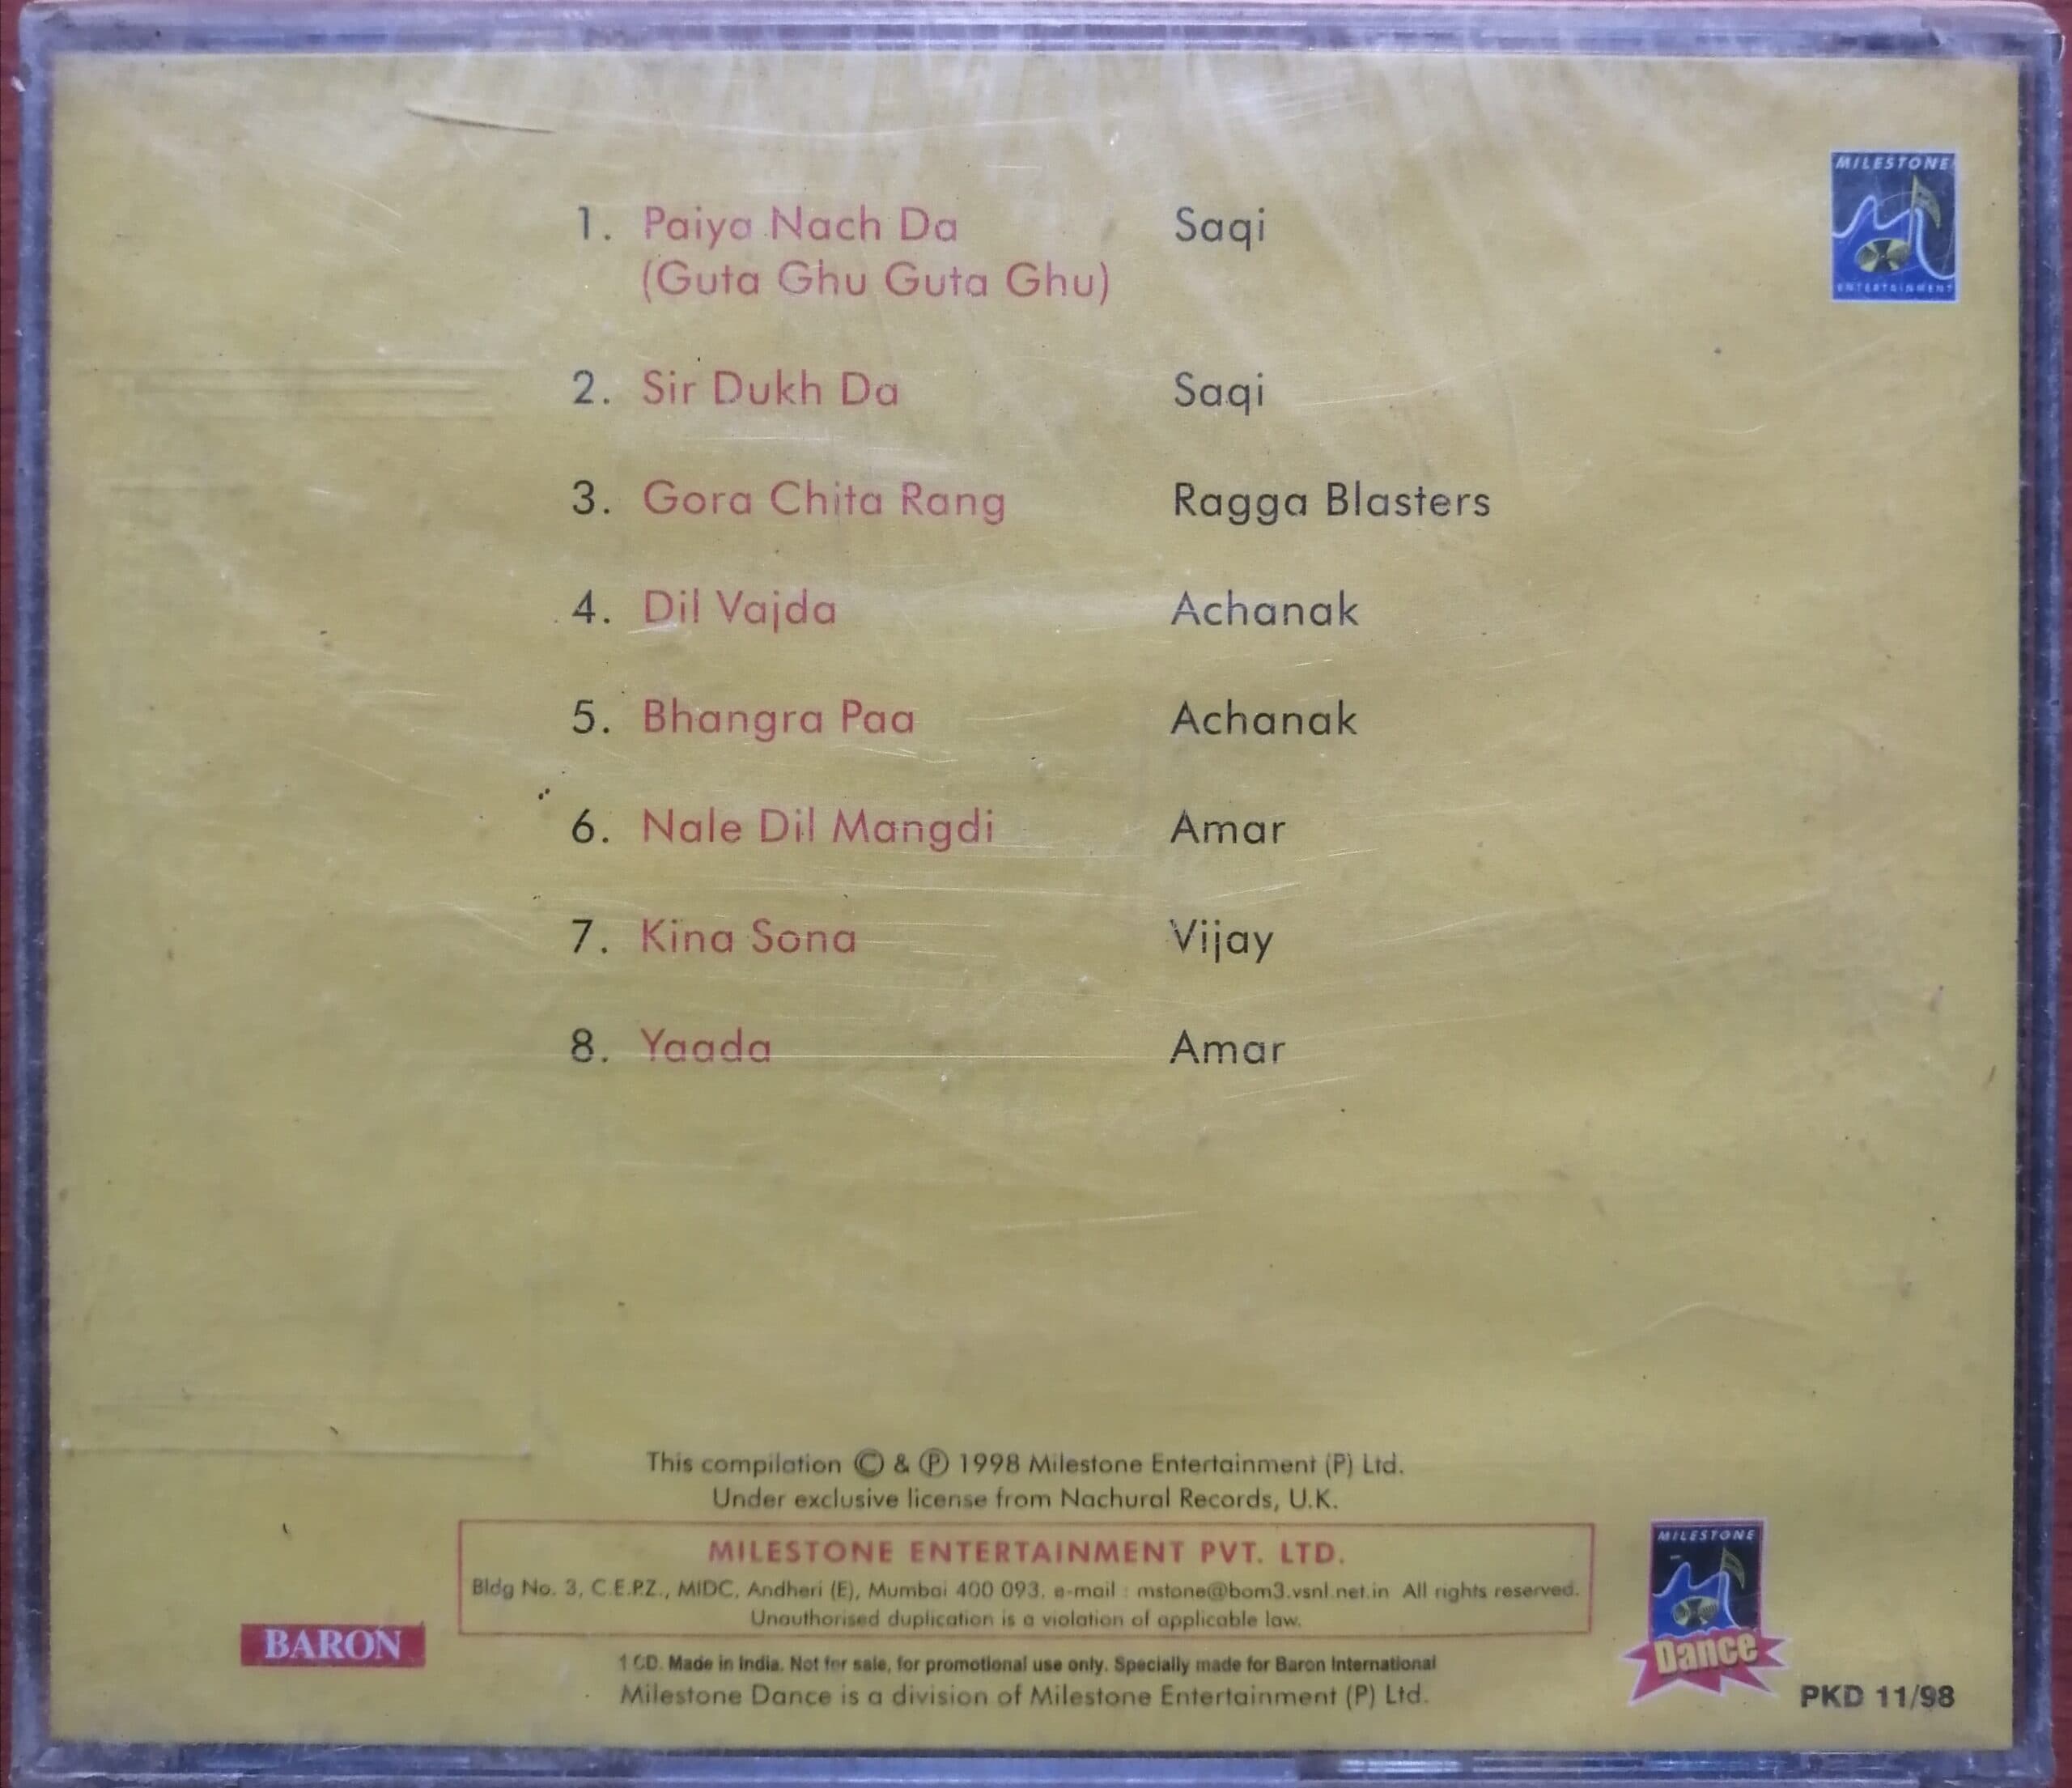 MILESTONE
ENTERTAINMENT
1. Paiya Nach Da Saqi
(Guta Ghu Guta Ghu)
2. Sir Dukh Da Saqi
3. Gora Chita Rang Ragga Blasters
4. Dil Vajda Achanak
5. Bhangra Paa Achanak
6. Nale Dil Mangdi Amar
7. Kina Sona Vijay
8. Yaada Amar
This compilation © & ℗ 1998 Milestone Entertainment (P) Ltd.
Under exclusive license from Nachural Records, U.K.
MILESTONE ENTERTAINMENT PVT. LTD.
Bldg No. 3, C.E.P.Z., MIDC, Andheri (E), Mumbai 400 093. e-mail : mstone@bom3.vsnl.net.in All rights reserved.
Unauthorised duplication is a violation of applicable law.
BARON
1 CD. Made in India. Not for sale, for promotional use only. Specially made for Baron International
Milestone Dance is a division of Milestone Entertainment (P) Ltd.
MILESTONE
Dance
PKD 11/98